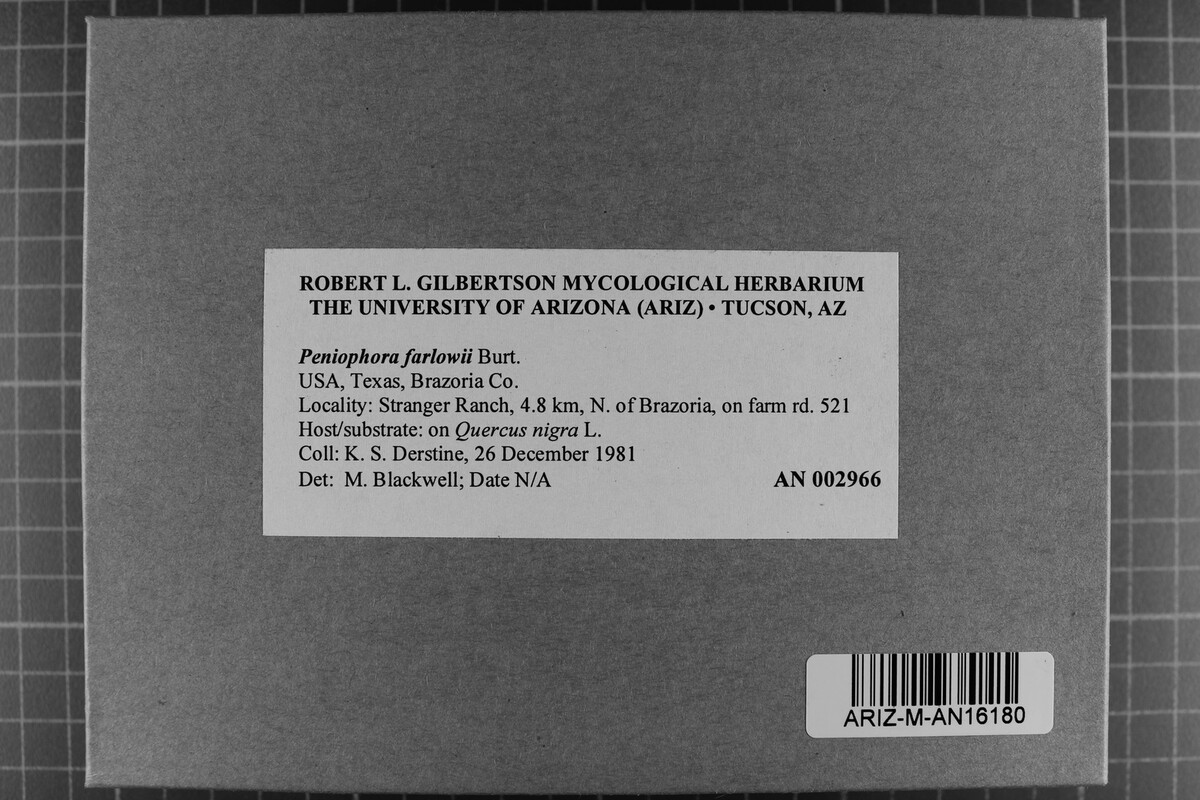 ROBERT L. GILBERTSON MYCOLOGICAL HERBARIUM
THE UNIVERSITY OF ARIZONA (ARIZ) • TUCSON, AZ
Peniophora farlowii Burt.
USA, Texas, Brazoria Co.
Locality: Stranger Ranch, 4.8 km, N. of Brazoria, on farm rd. 521
Host/substrate: on Quercus nigra L.
Coll: K. S. Derstine, 26 December 1981
Det: M. Blackwell; Date N/A AN 002966
ARIZ-M-AN16180